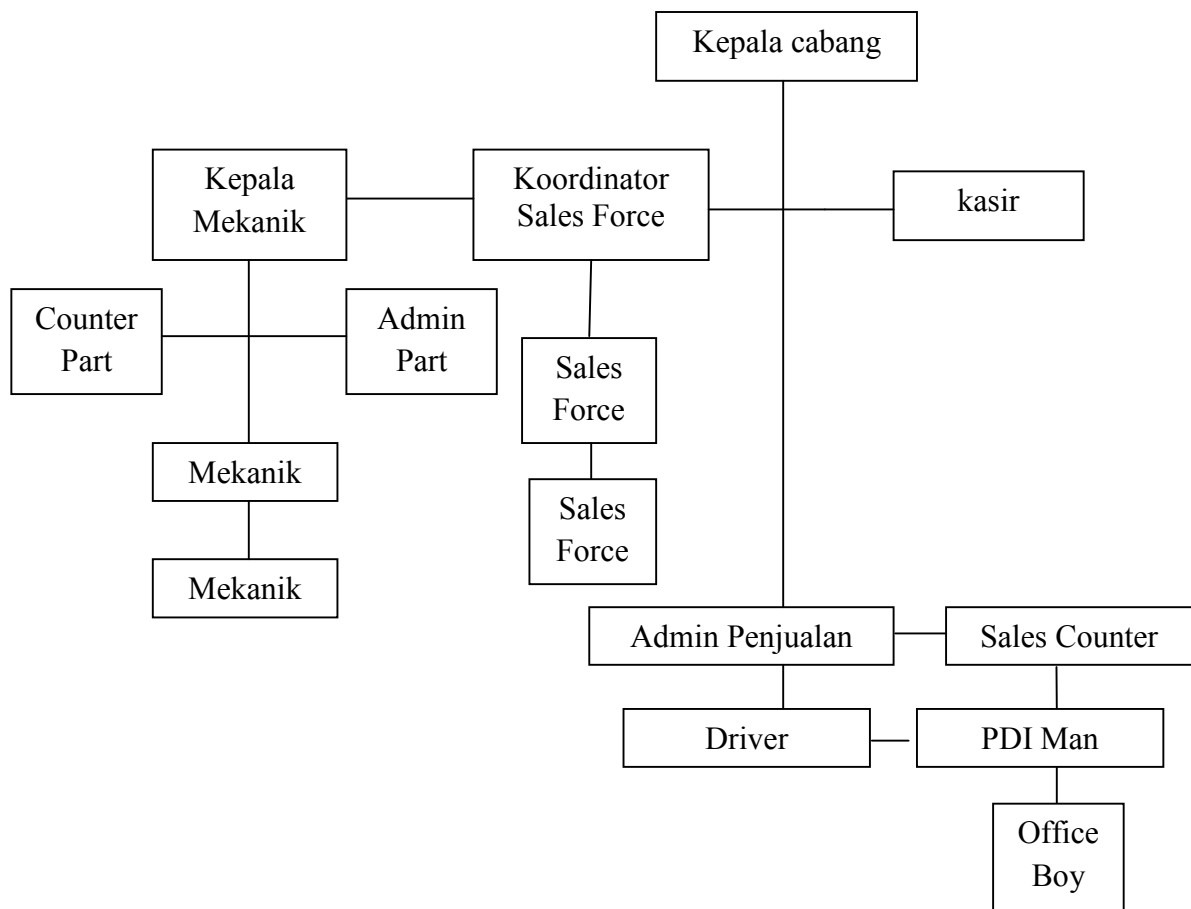 Kepala cabang
Kepala
Mekanik
Koordinator
Sales Force
kasir
Counter
Part
Admin
Part
Sales
Force
Mekanik
Sales
Force
Mekanik
Admin Penjualan
Sales Counter
Driver
PDI Man
Office
Boy